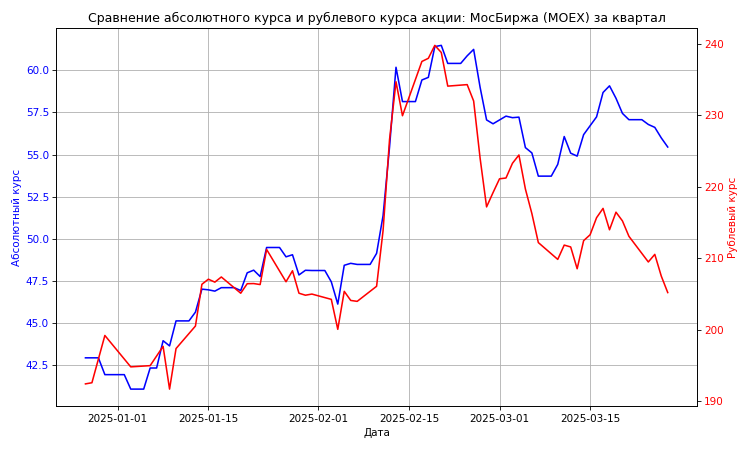 Сравнение абсолютного курса и рублевого курса акции: МосБиржа (MOEX) за квартал
Абсолютный курс
60.0
57.5
55.0
52.5
50.0
47.5
45.0
42.5
240
230
220
210
200
190
Рублевый курс
2025-01-01 2025-01-15 2025-02-01 2025-02-15 2025-03-01 2025-03-15
Дата